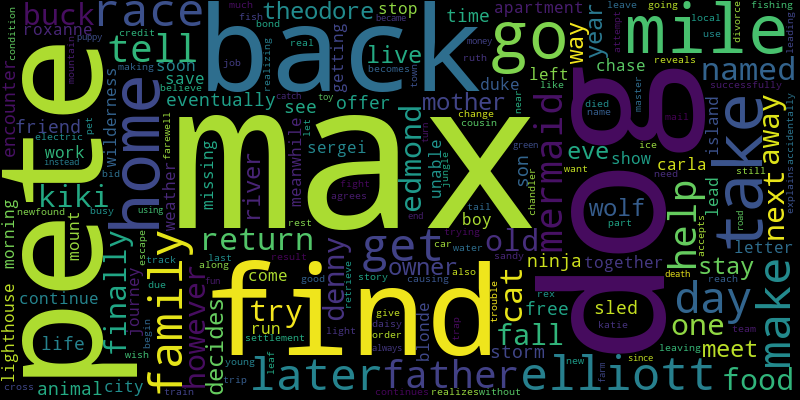 max
find
back
pete
dog
mile
home
go
get
take
family
later
father
elliott
race
tell
buck
theodore
roxanne
stop
time
apartment
year
way
named
live
offer
see
save
eventually
soon
getting
left
chase
duke
mother
friend
encounter
work
wilderness
weather
missing
river
meanwhile
sergei
edmond
unable
son
boy
mermaid
eve
show
carla
island
lead
away
next
kiki
mount
morning
lighthouse
finally
return
however
continue
journey
life
animal
city
decides
try
run
come
denny
owner
old
cat
ninja
together
wolf
sled
free
fall
storm
blonde
help
stay
letter
day
one
meet
make
food
much
fish
bond
became
real
realizing
job
becomes
town
money
ruth
toy
catch
near
like
puppy
mountain
making
credit
believe
condition
electric
pet
instead
newfound
busy
bid
using
farewell
let
change
cousin
green
jungle
fight
agrees
tail
chandler
trying
end
rest
car
water
sandy
also
causing
rex
katie
trouble
death
accepts
reach
team
since
leaving
new
farm
trap
order
give
daisy
always
light
good
story
retrieve
last
along
result
fun
settlement
young
trip
leaf
train
cross
wish
begin
due
track
escape
continues
realizes
without
leave
going
fishing
attempt
local
use
divorce
leading
reveals
successfully
died
name
master
mail
ice
still
want
need
part
road
explains
accidentally